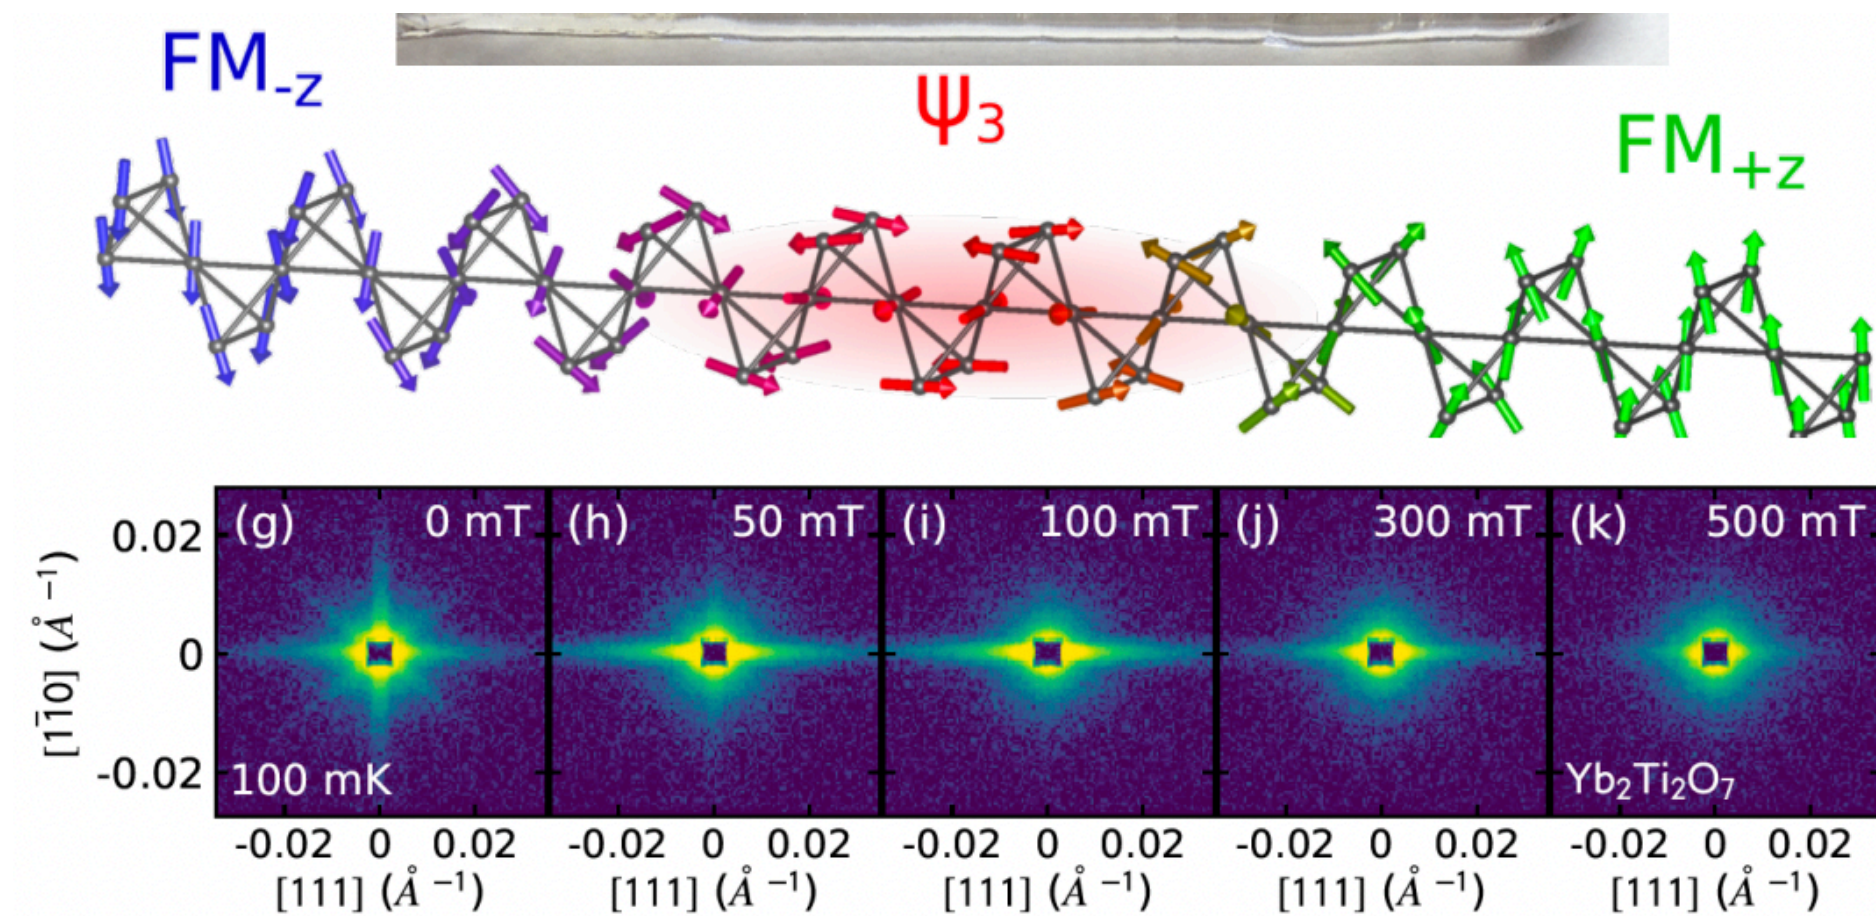 FM-z
Ψ3
FM+z
(g) 0 mT (h) 50 mT (i) 100 mT (j) 300 mT (k) 500 mT
0.02
0
-0.02
[11̅0] (Å⁻¹)
100 mK
Yb₂Ti₂O₇
-0.02 0 0.02 -0.02 0 0.02 -0.02 0 0.02 -0.02 0 0.02 -0.02 0 0.02
[111] (Å⁻¹) [111] (Å⁻¹) [111] (Å⁻¹) [111] (Å⁻¹) [111] (Å⁻¹)